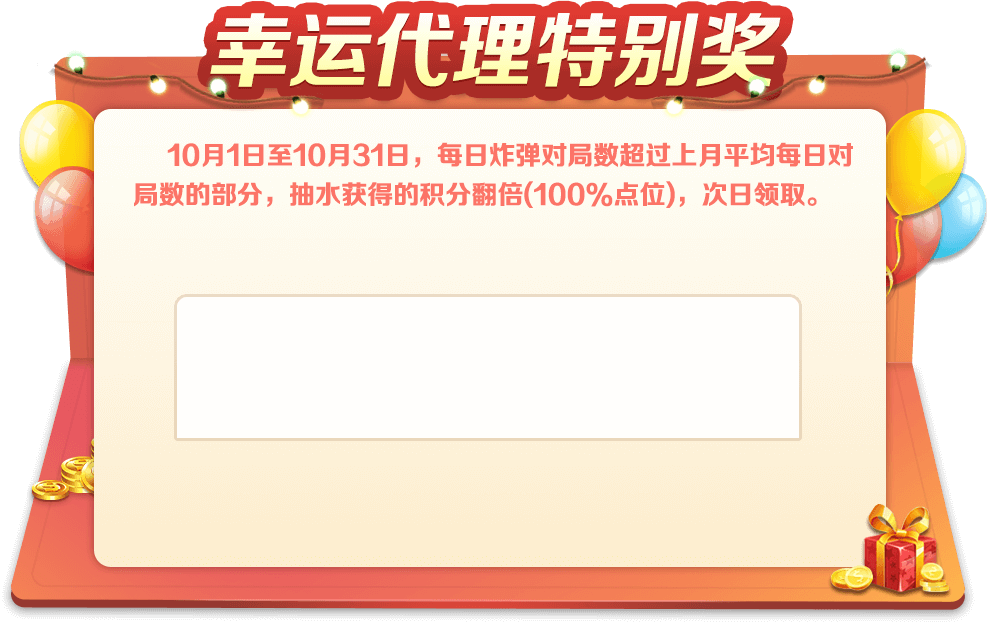 幸运代理特别奖
10月1日至10月31日，每日炸弹对局数超过上月平均每日对
局数的部分，抽水获得的积分翻倍(100%点位)，次日领取。